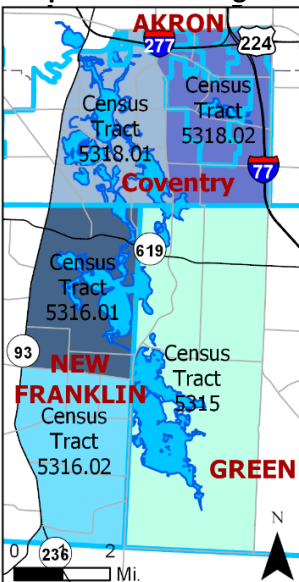 AKRON
277
224
Census
Tract
5318.01
Census
Tract
5318.02
77
Coventry
619
Census
Tract
5316.01
93
NEW
FRANKLIN
Census
Tract
5315
Census
Tract
5316.02
GREEN
N
236
0 2
Mi.